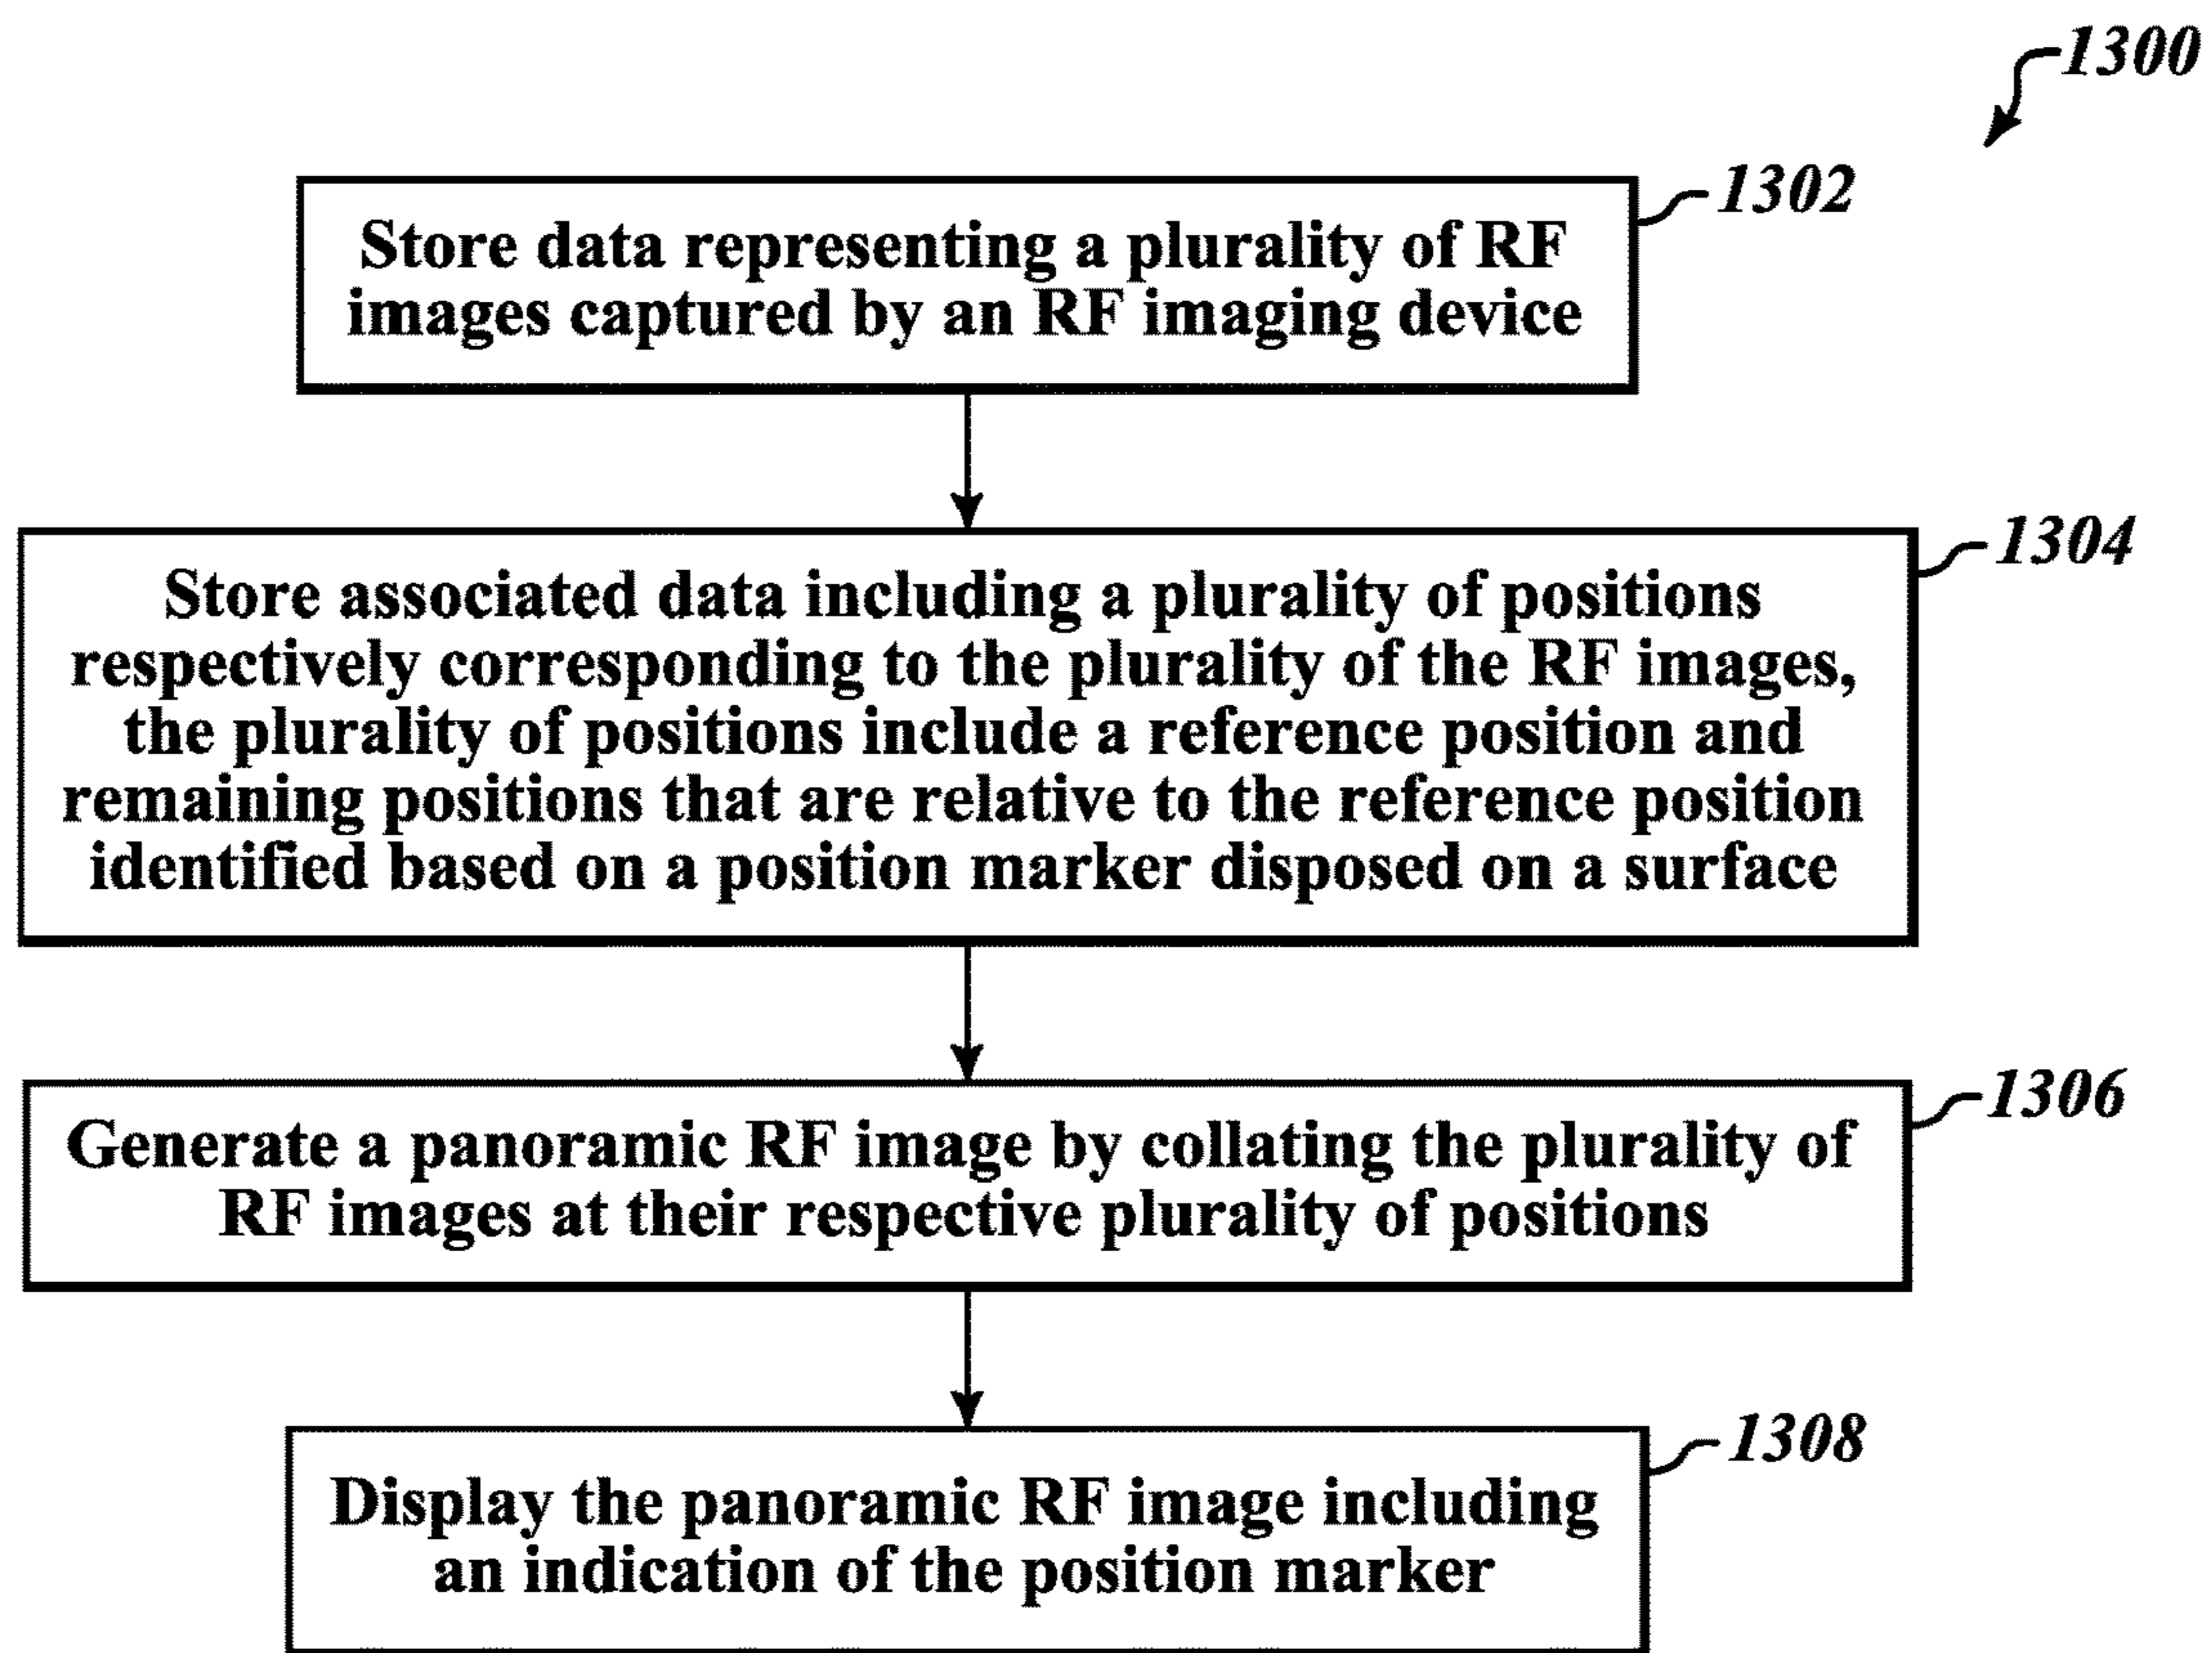 1300
1302
Store data representing a plurality of RF
images captured by an RF imaging device
1304
Store associated data including a plurality of positions
respectively corresponding to the plurality of the RF images,
the plurality of positions include a reference position and
remaining positions that are relative to the reference position
identified based on a position marker disposed on a surface
1306
Generate a panoramic RF image by collating the plurality of
RF images at their respective plurality of positions
1308
Display the panoramic RF image including
an indication of the position marker